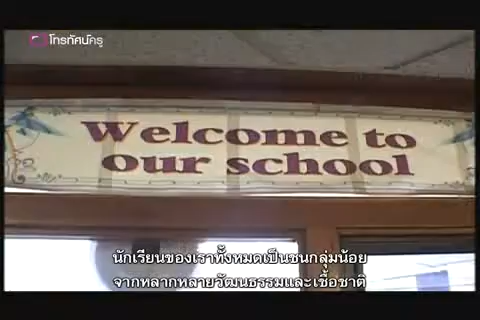 โทรทัศน์ครู
Welcome to
our school
นักเรียนของเราทั้งหมดเป็นชนกลุ่มน้อย
จากหลากหลายวัฒนธรรมและเชื้อชาติ